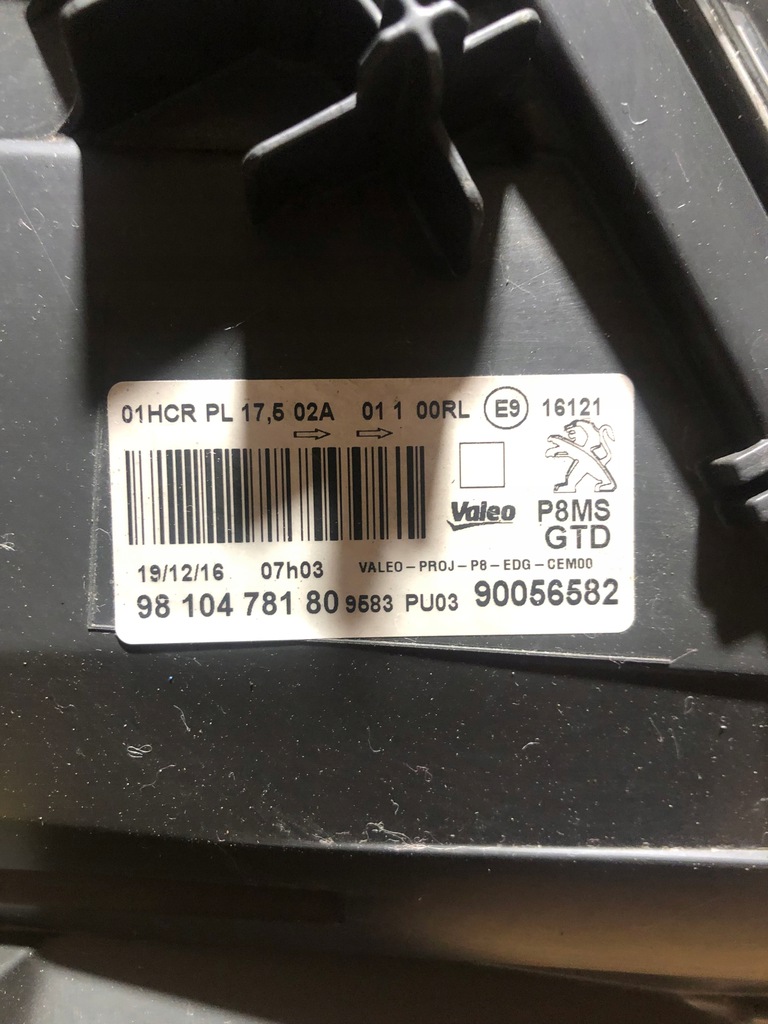 01HCR PL 17,5 02A 01 1 00RL E9 16121
Valeo P8MS
GTD
19/12/16 07h03 VALEO-PROJ-P8-EDG-CEM00
98 104 781 80 9583 PU03 90056582